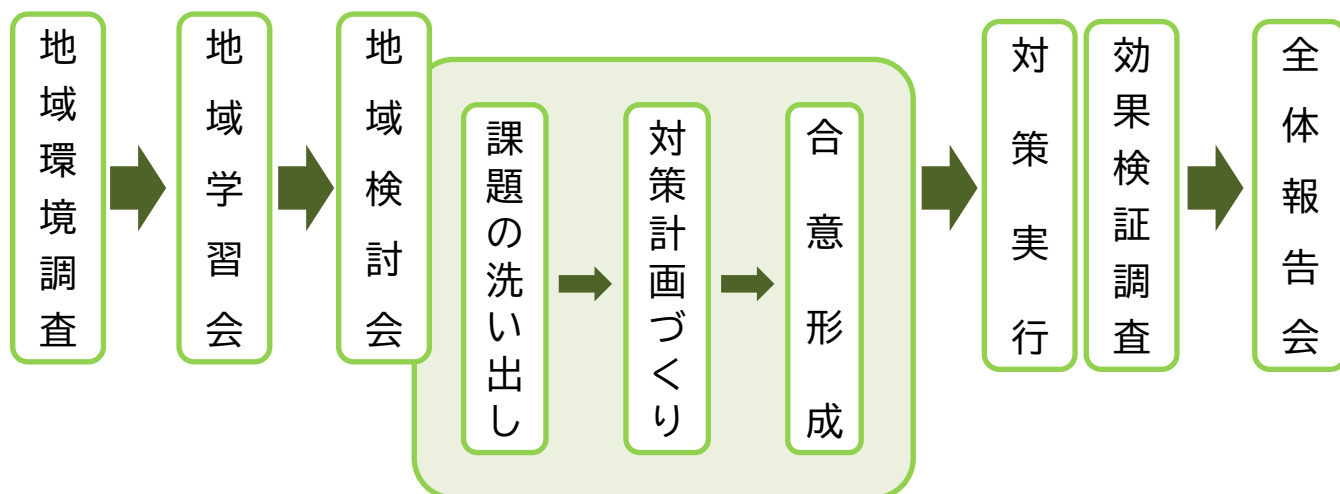 地域環境調査
地域学習会
地域検討会
課題の洗い出し
対策計画づくり
合意形成
対策実行
効果検証調査
全体報告会